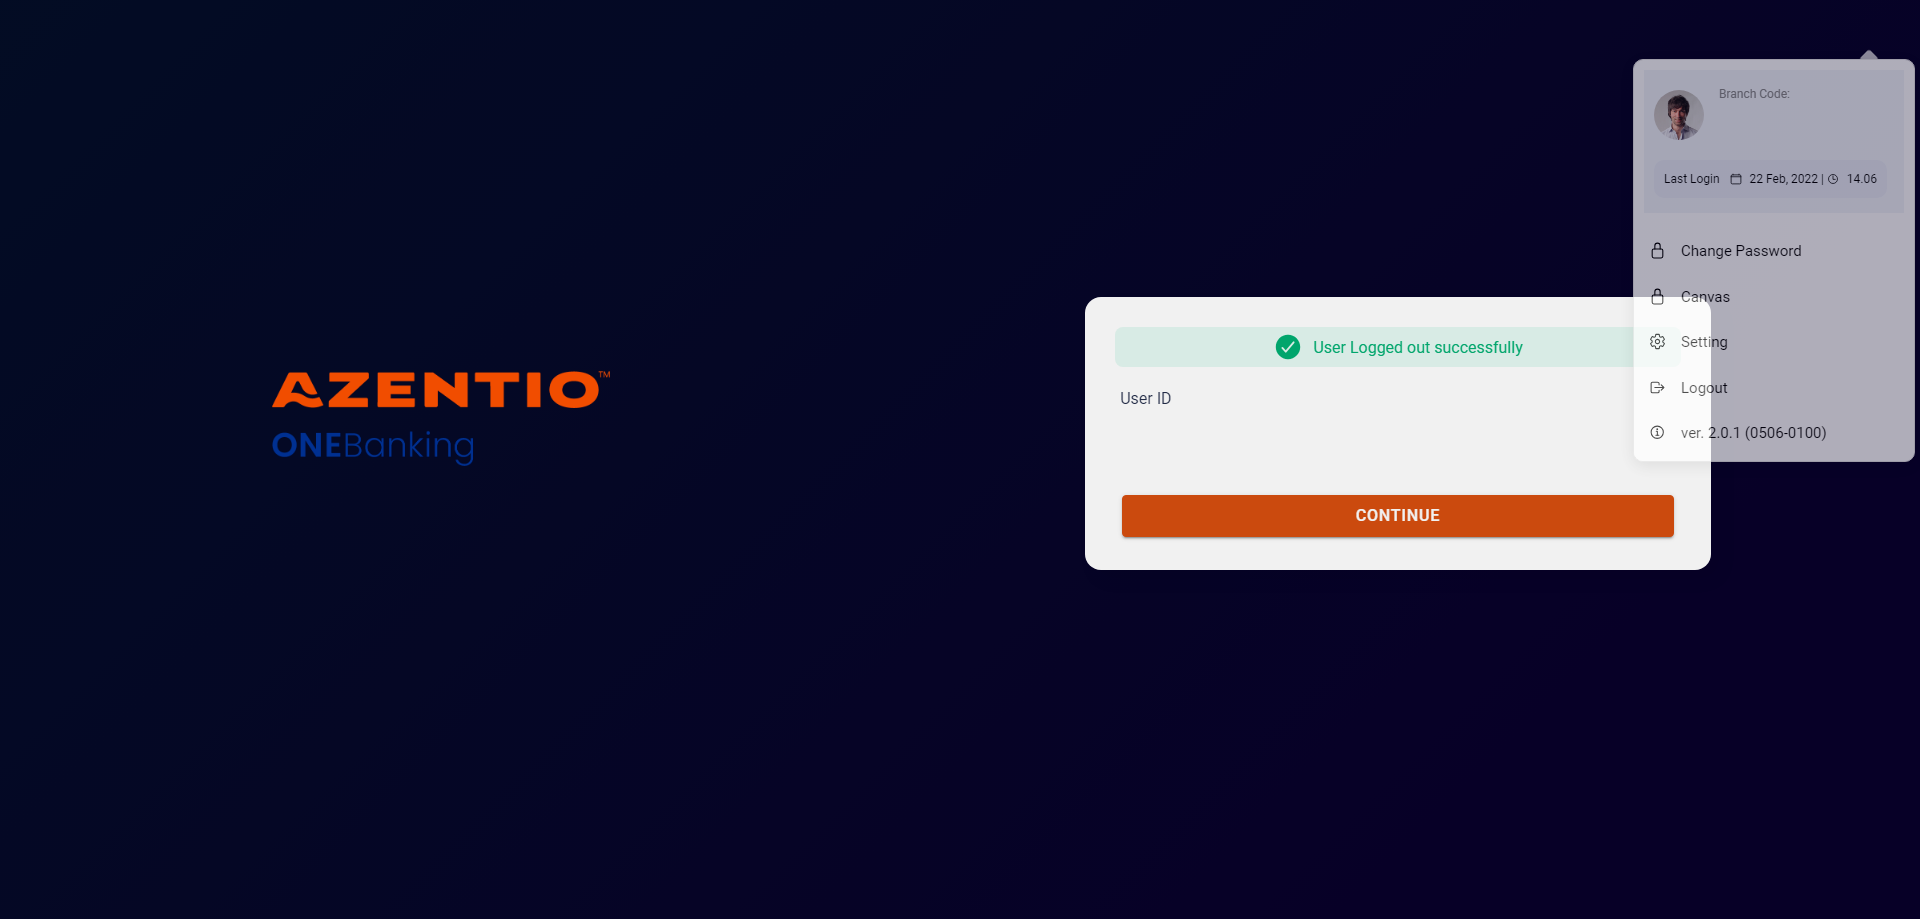 AZENTIO™
ONEBanking
Branch Code:
Last Login 22 Feb, 2022 | 14.06
Change Password
Canvas
Setting
Logout
ver. 2.0.1 (0506-0100)
User Logged out successfully
User ID
CONTINUE